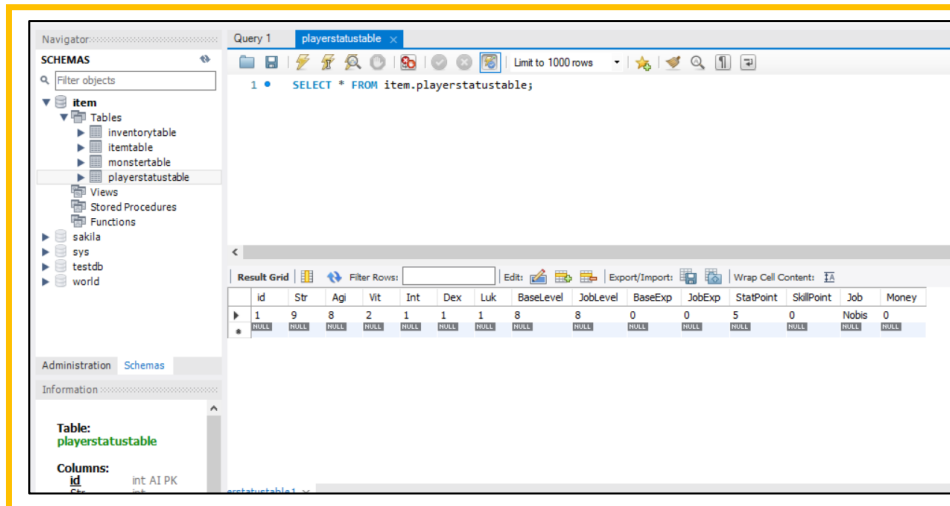 Navigator
SCHEMAS
Filter objects
item
Tables
inventorytable
itemtable
monstertable
playerstatustable
Views
Stored Procedures
Functions
sakila
sys
testdb
world
Administration Schemas
Information
Table:
playerstatustable
Columns:
id int AI PK
Str int
Query 1 playerstatustable
Limit to 1000 rows
1 SELECT * FROM item.playerstatustable;
Result Grid Filter Rows: Edit: Export/Import: Wrap Cell Content:
id Str Agi Vit Int Dex Luk BaseLevel JobLevel BaseExp JobExp StatPoint SkillPoint Job Money
1 9 8 2 1 1 1 8 8 0 0 5 0 Nobis 0
NULL NULL NULL NULL NULL NULL NULL NULL NULL NULL NULL NULL NULL NULL NULL